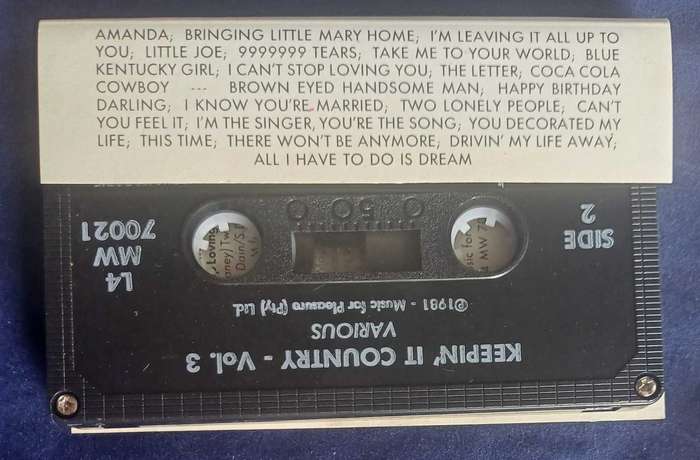 AMANDA; BRINGING LITTLE MARY HOME; I'M LEAVING IT ALL UP TO
YOU; LITTLE JOE; 9999999 TEARS; TAKE ME TO YOUR WORLD; BLUE
KENTUCKY GIRL; I CAN'T STOP LOVING YOU; THE LETTER; COCA COLA
COWBOY --- BROWN EYED HANDSOME MAN; HAPPY BIRTHDAY
DARLING; I KNOW YOU'RE MARRIED; TWO LONELY PEOPLE; CAN'T
YOU FEEL IT; I'M THE SINGER, YOU'RE THE SONG; YOU DECORATED MY
LIFE; THIS TIME; THERE WON'T BE ANYMORE; DRIVIN' MY LIFE AWAY;
ALL I HAVE TO DO IS DREAM
KEEPIN' IT COUNTRY - Vol. 3
VARIOUS
℗1981 - Music for Pleasure (Pty) Ltd.
SIDE
2
L4
MW
70021
0 50 0
Loving